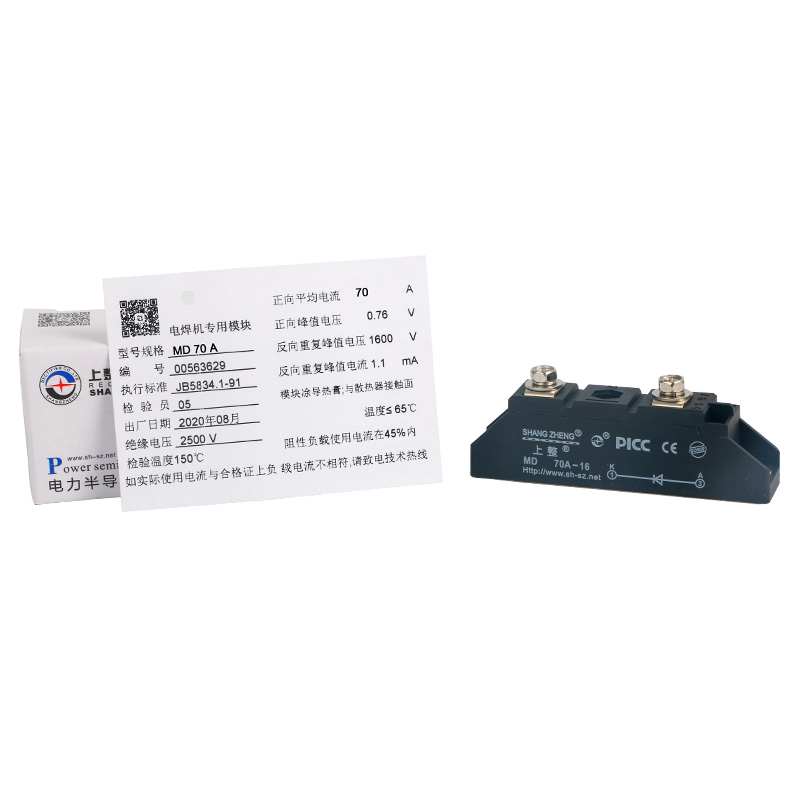 上整
REC
SHA
www.sh-sz.net
Power semi
电力半导
电焊机专用模块
型号规格 MD 70 A
编 号 00563629
执行标准 JB5834.1-91
检 验 员 05
出厂日期 2020年08月
绝缘电压 2500 V
检验温度150℃
正向平均电流 70 A
正向峰值电压 0.76 V
反向重复峰值电压 1600 V
反向重复峰值电流 1.1 mA
模块涂导热膏;与散热器接触面
温度≤ 65℃
阻性负载使用电流在45%内
如实际使用电流与合格证上负 载电流不相符,请致电技术热线
SHANG ZHENG®
上 整®
PICC CE
MD 70A-16
Http://www.sh-sz.net
K A
1 3